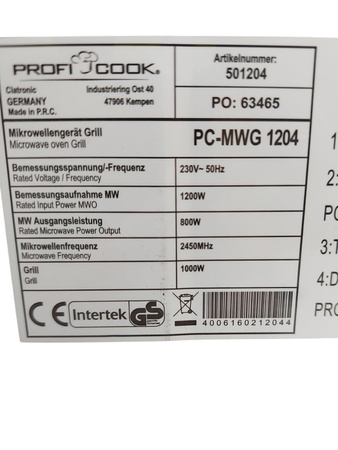 PROFI COOK®
Clatronic Industriering Ost 40
GERMANY 47906 Kempen
Made in P.R.C.
Artikelnummer:
501204
PO: 63465
Mikrowellengerät Grill
Microwave oven Grill
PC-MWG 1204
Bemessungsspannung/-Frequenz
Rated Voltage / Frequency
230V~ 50Hz
Bemessungsaufnahme MW
Rated Input Power MWO
1200W
MW Ausgangsleistung
Rated Microwave Power Output
800W
Mikrowellenfrequenz
Microwave Frequency
2450MHz
Grill
Grill
1000W
CE Intertek GS
4006160212044
1
2:
PC
3:T
4:D
PRO